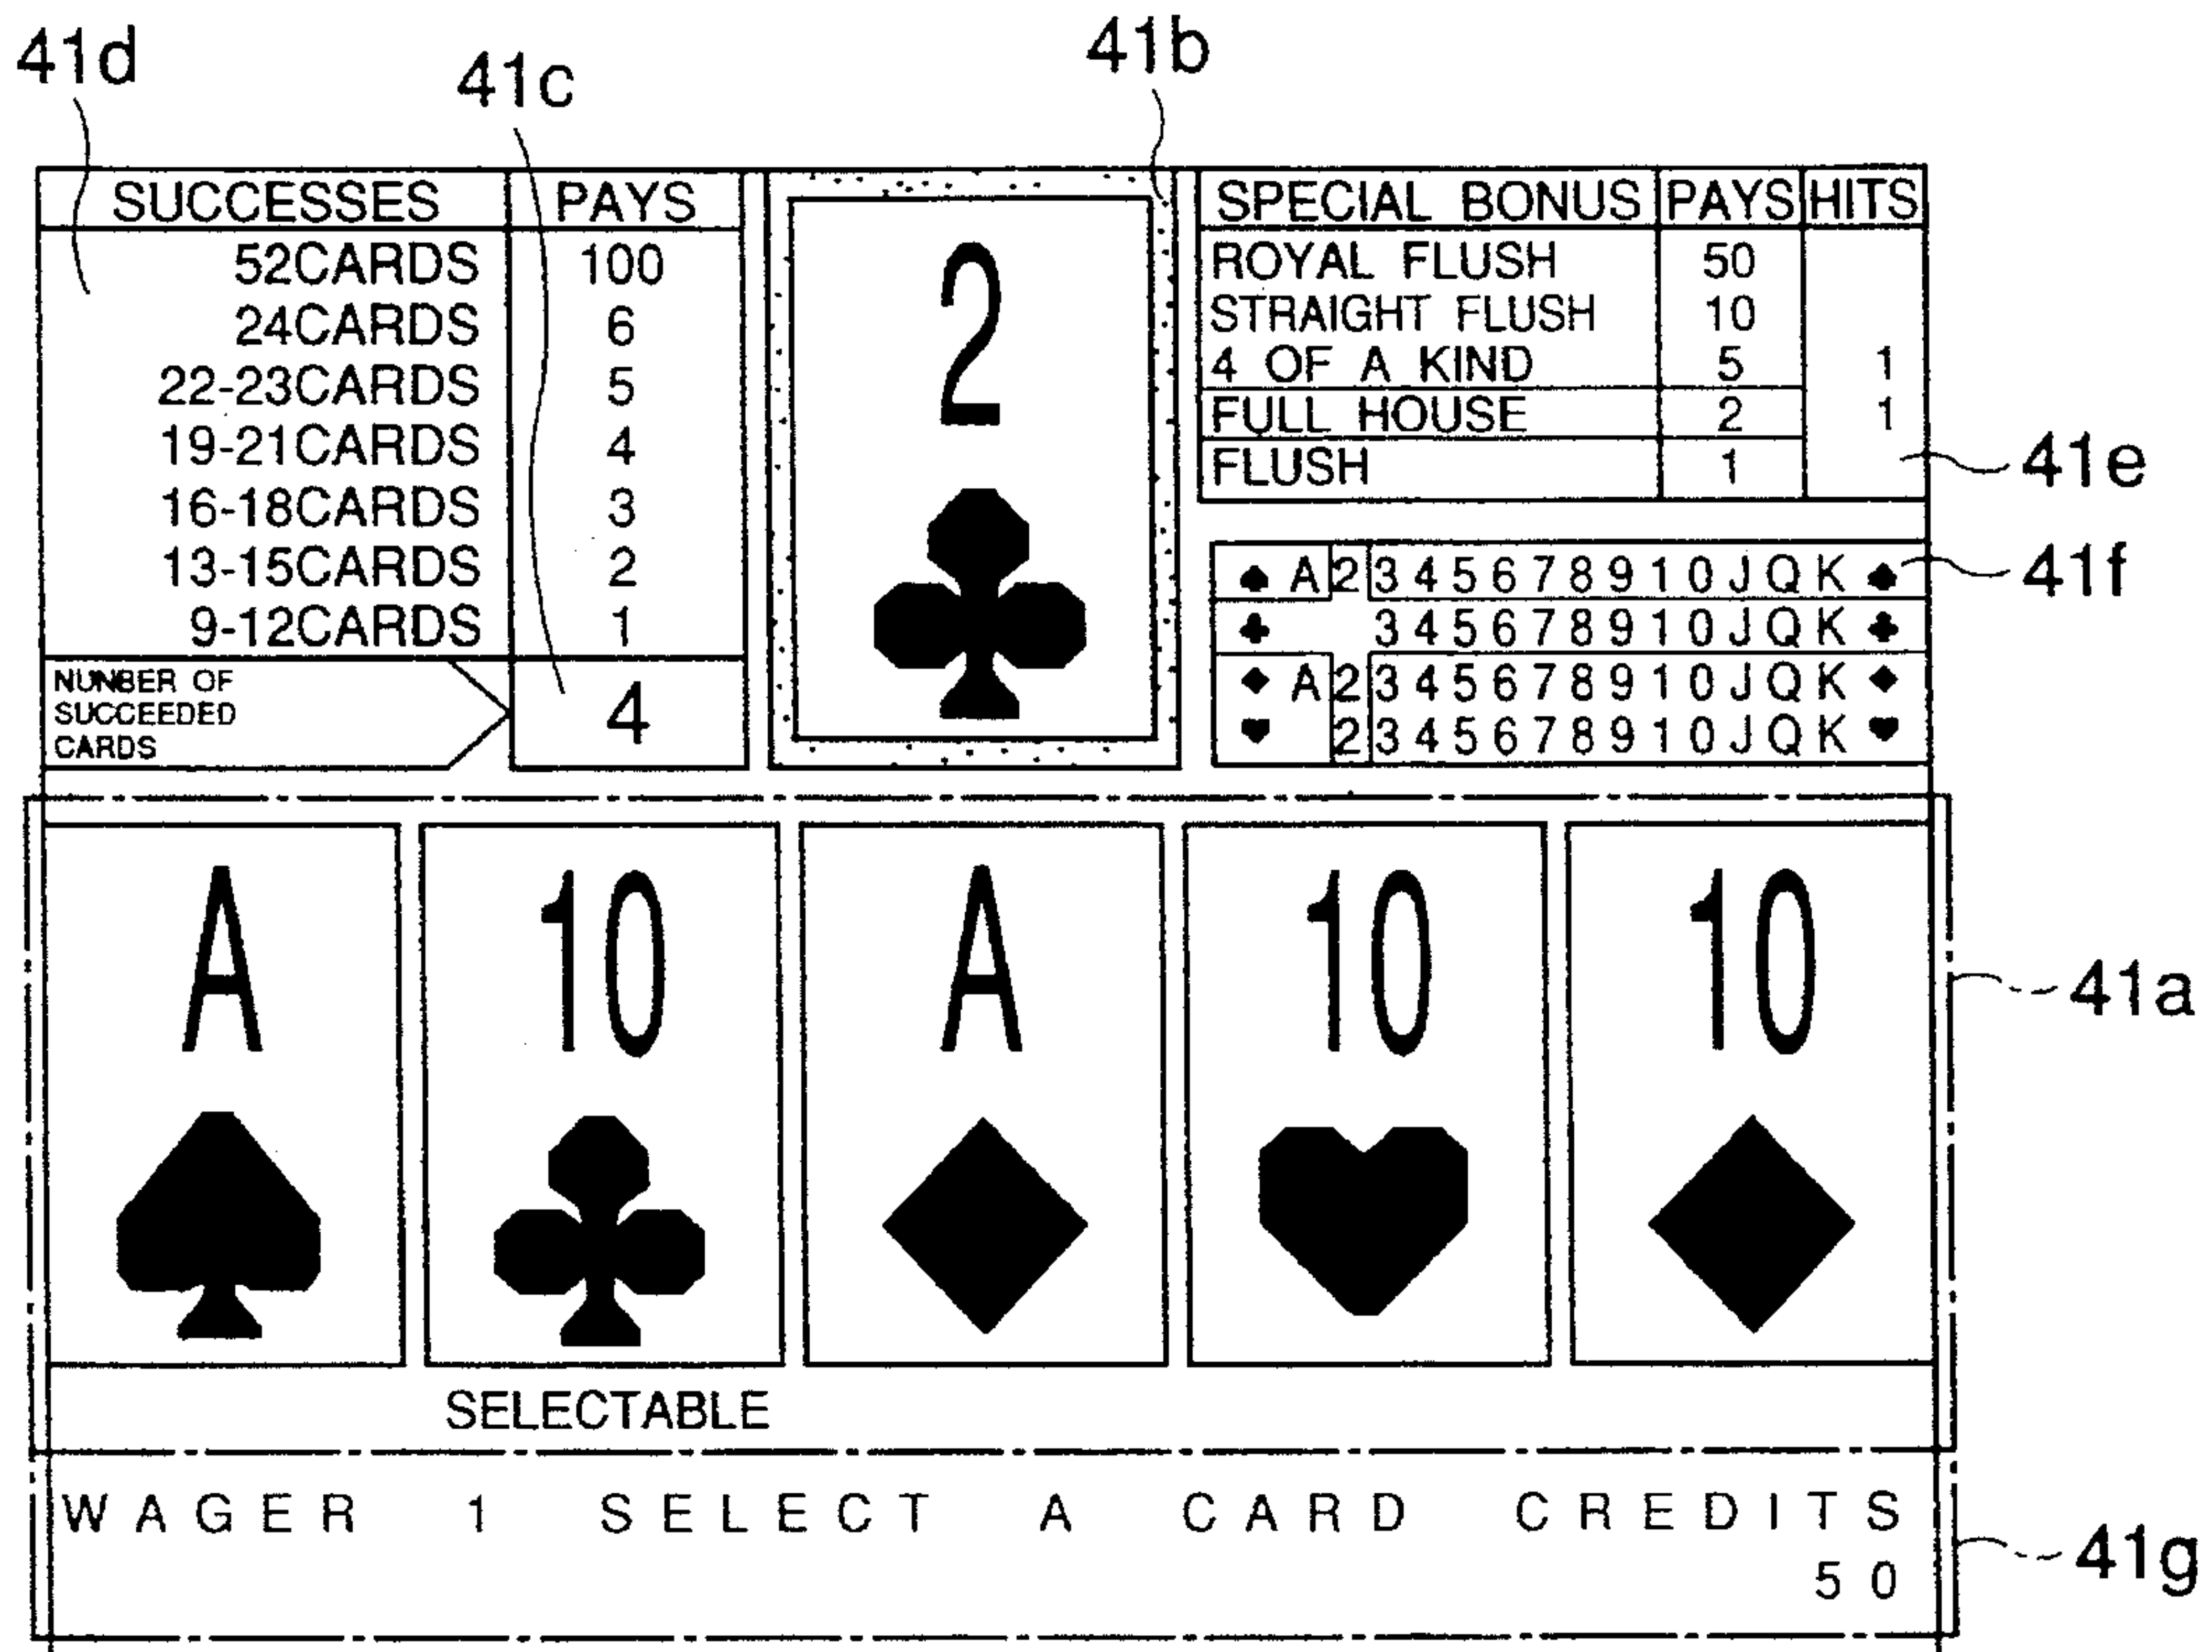 41d
41c
41b
SUCCESSES PAYS
52CARDS 100
24CARDS 6
22-23CARDS 5
19-21CARDS 4
16-18CARDS 3
13-15CARDS 2
9-12CARDS 1
NUNBER OF
SUCCEEDED
CARDS
4
2
SPECIAL BONUS PAYS HITS
ROYAL FLUSH 50
STRAIGHT FLUSH 10
4 OF A KIND 5 1
FULL HOUSE 2 1
FLUSH 1
41e
♠ A 2 3 4 5 6 7 8 9 10 J Q K ♠
41f
♣ 3 4 5 6 7 8 9 10 J Q K ♣
♦ A 2 3 4 5 6 7 8 9 10 J Q K ♦
♥ 2 3 4 5 6 7 8 9 10 J Q K ♥
A 10 A 10 10
41a
SELECTABLE
WAGER 1 SELECT A CARD CREDITS
50
41g